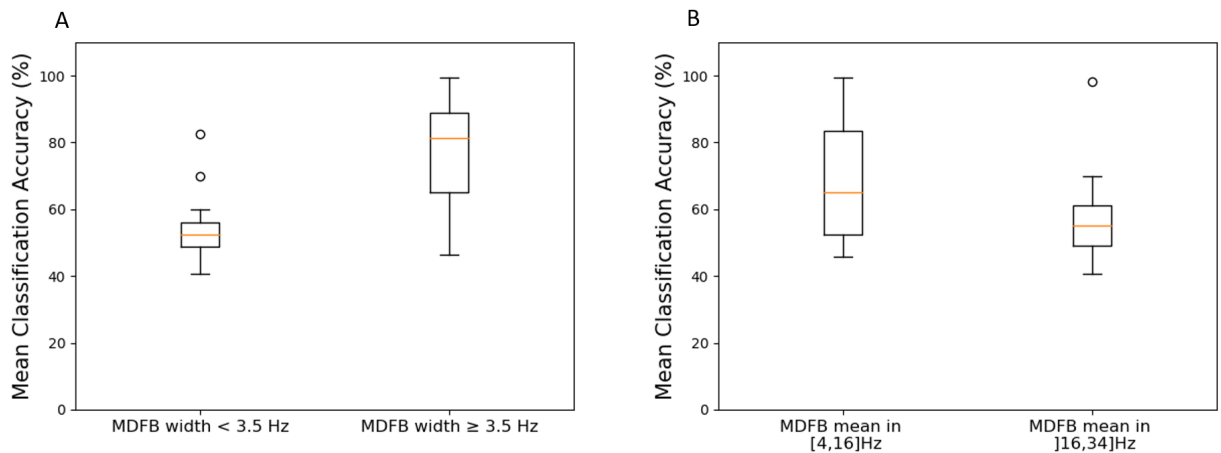 A
Mean Classification Accuracy (%)
100
80
60
40
20
0
MDFB width < 3.5 Hz
MDFB width ≥ 3.5 Hz
B
Mean Classification Accuracy (%)
100
80
60
40
20
0
MDFB mean in
[4,16]Hz
MDFB mean in
]16,34]Hz